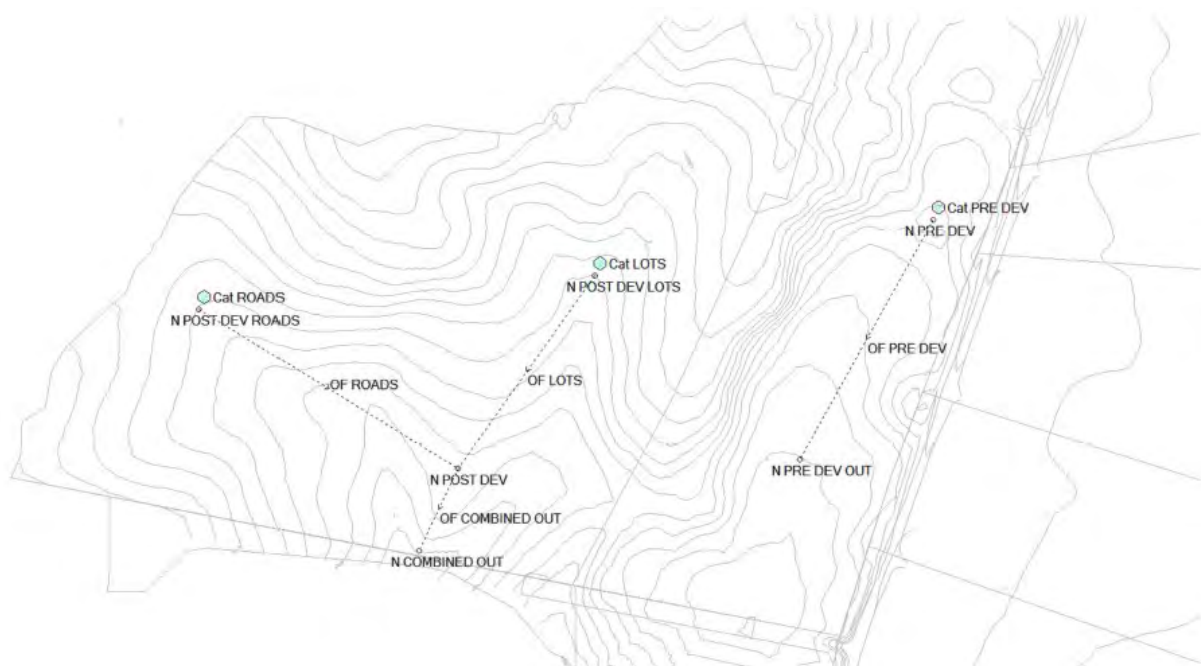 Cat PRE DEV
N PRE DEV
Cat LOTS
N POST DEV LOTS
Cat ROADS
N POST DEV ROADS
OF PRE DEV
OF LOTS
OF ROADS
N POST DEV
N PRE DEV OUT
OF COMBINED OUT
N COMBINED OUT